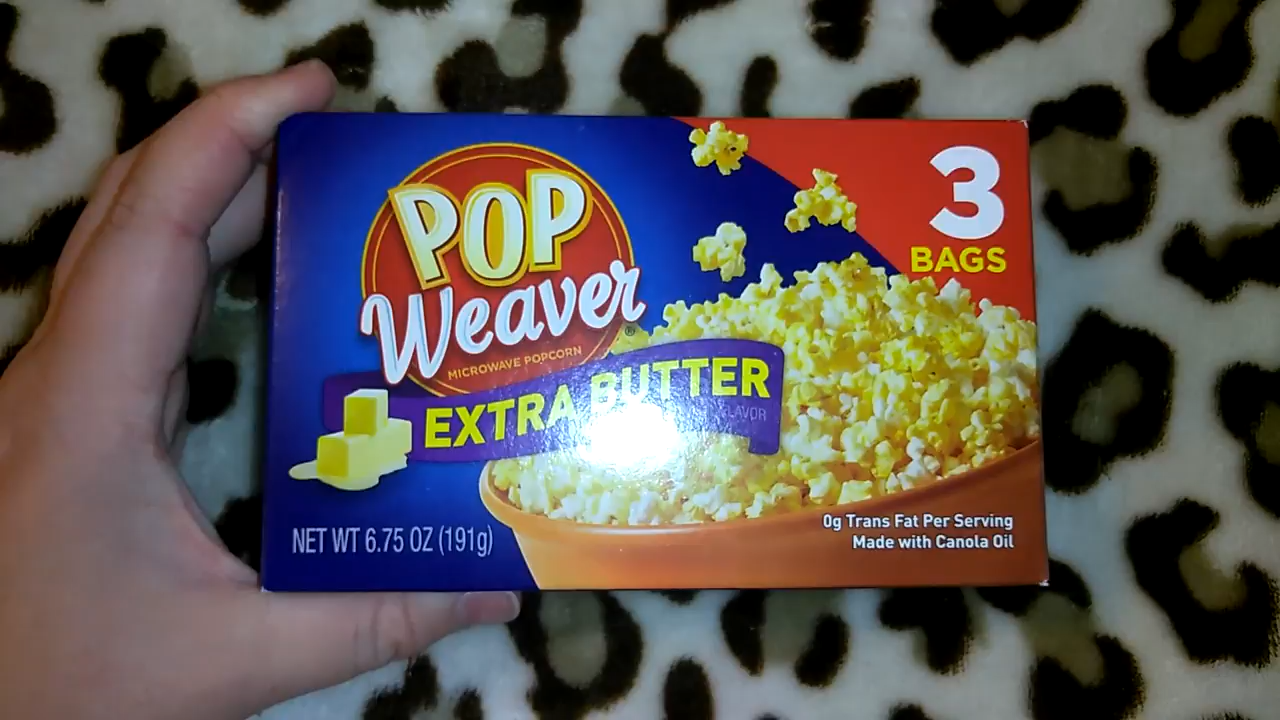 POP
Weaver®
MICROWAVE POPCORN
EXTRA BUTTER
FLAVOR
3
BAGS
NET WT 6.75 OZ (191g)
0g Trans Fat Per Serving
Made with Canola Oil